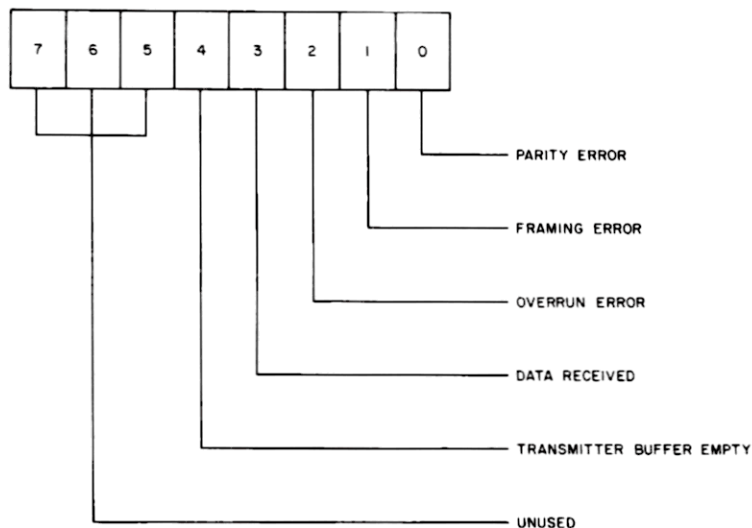 7 6 5 4 3 2 1 0
PARITY ERROR
FRAMING ERROR
OVERRUN ERROR
DATA RECEIVED
TRANSMITTER BUFFER EMPTY
UNUSED